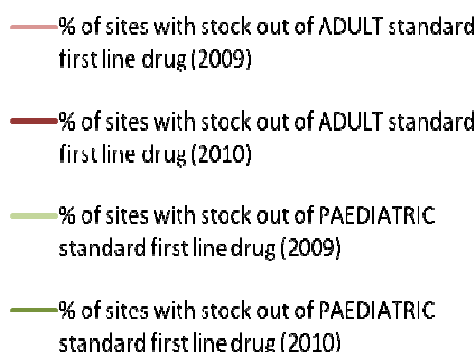 % of sites with stock out of ADULT standard
first line drug (2009)
% of sites with stock out of ADULT standard
first line drug (2010)
% of sites with stock out of PAEDIATRIC
standard first line drug (2009)
% of sites with stock out of PAEDIATRIC
standard first line drug (2010)